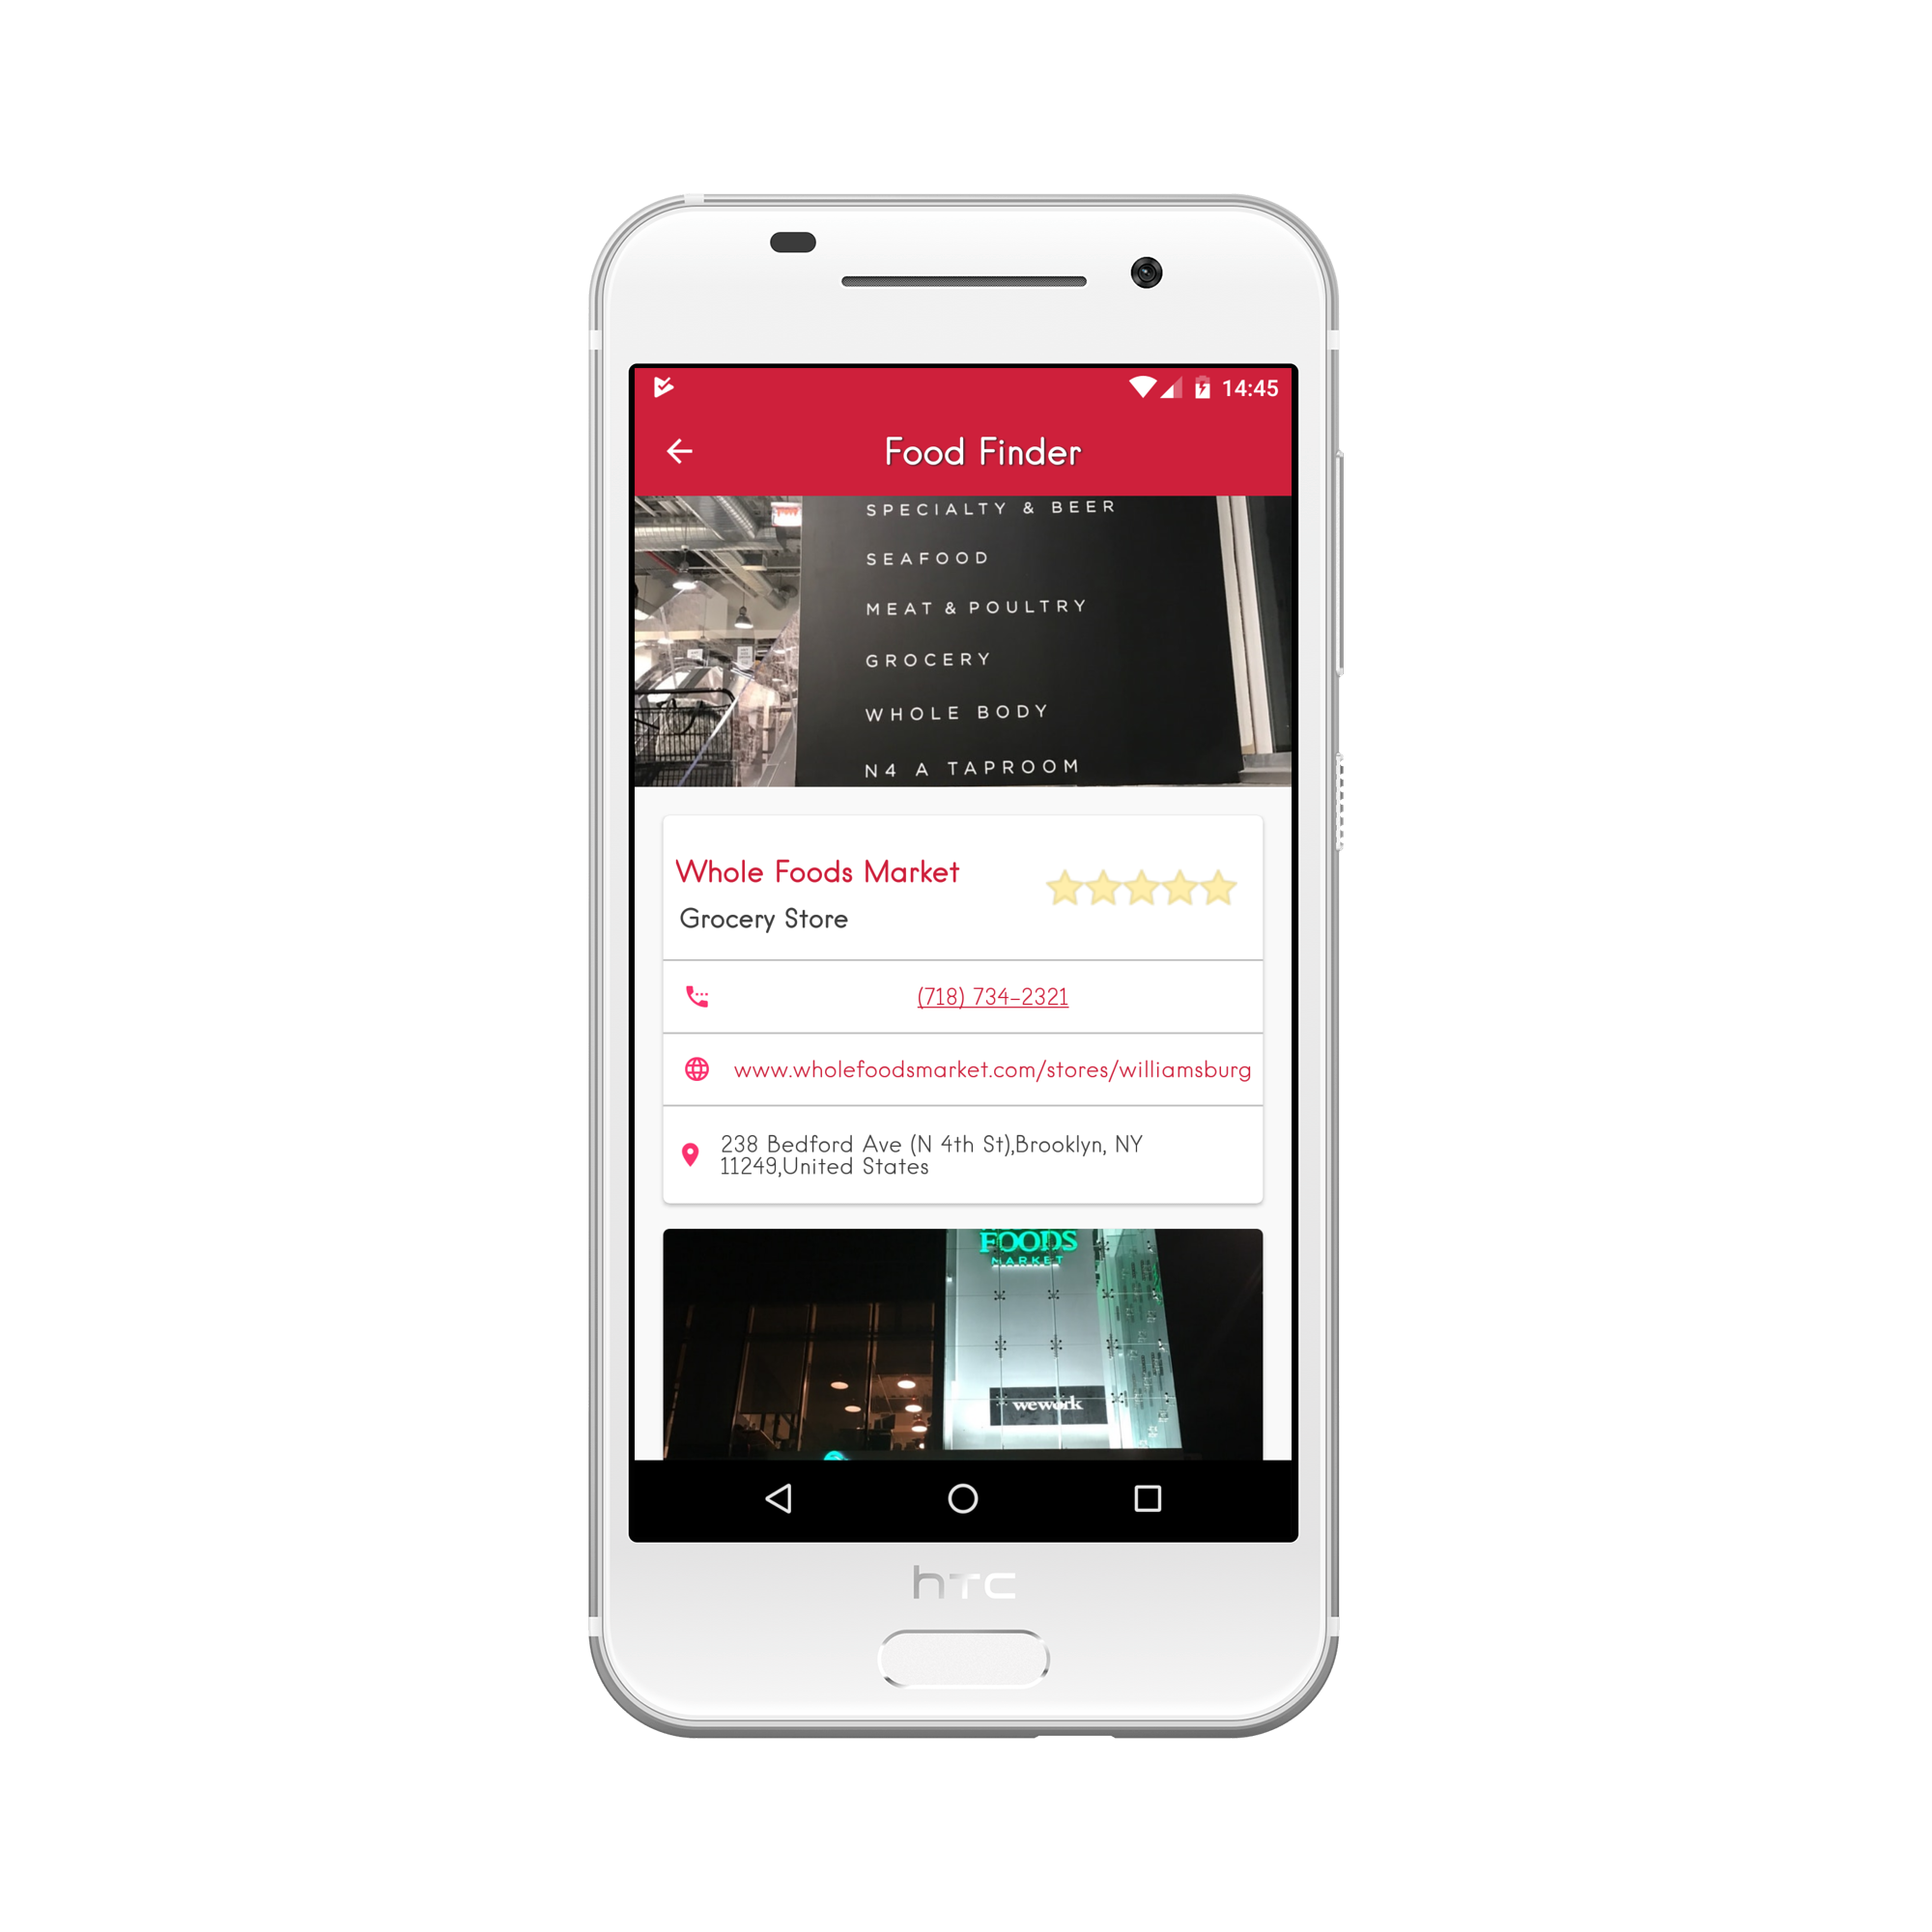 14:45
Food Finder
SPECIALTY & BEER
SEAFOOD
MEAT & POULTRY
GROCERY
WHOLE BODY
N4 A TAPROOM
Whole Foods Market
Grocery Store
(718) 734-2321
www.wholefoodsmarket.com/stores/williamsburg
238 Bedford Ave (N 4th St),Brooklyn, NY
11249,United States
FOODS
MARKET
wework
hTC